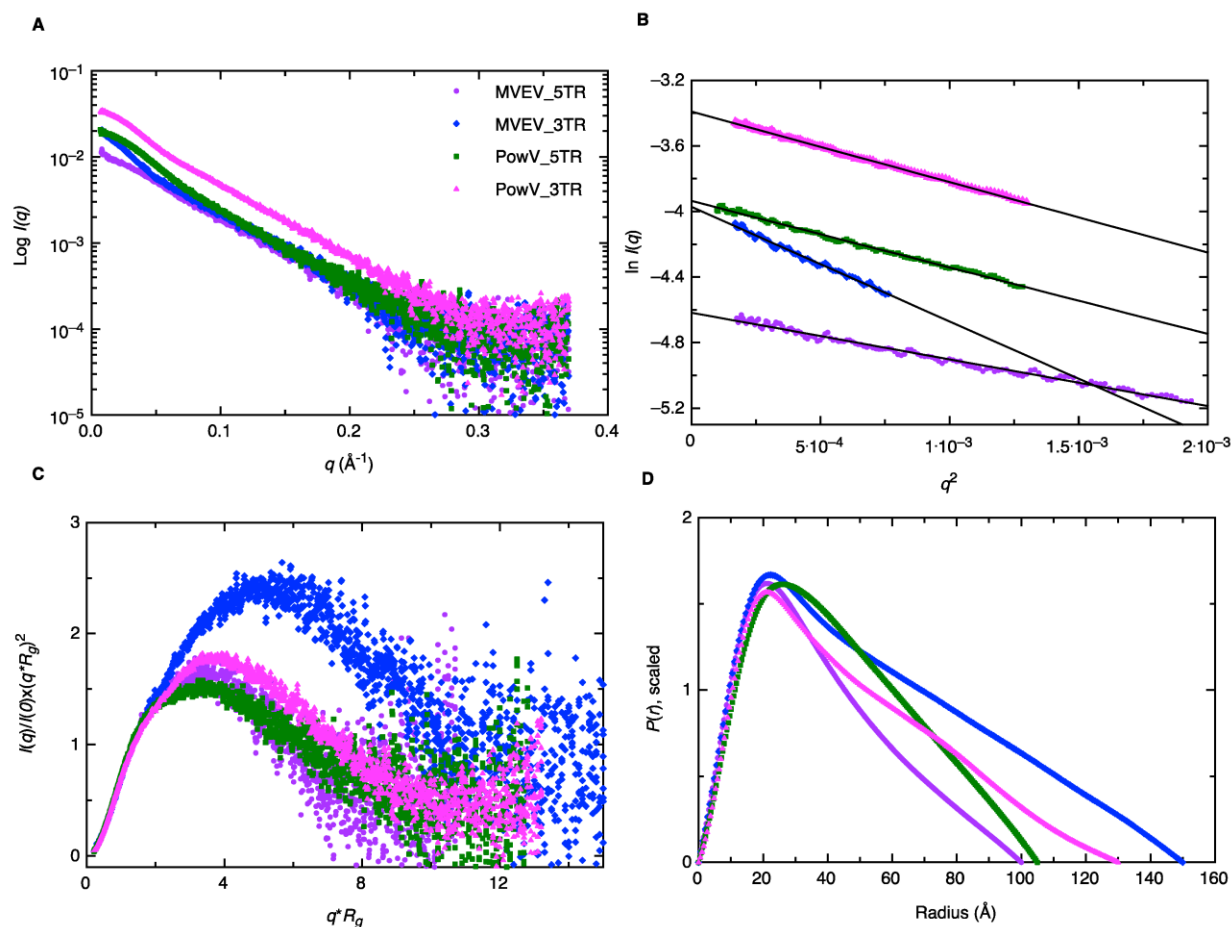 A
Log I(q)
10⁻¹
10⁻²
10⁻³
10⁻⁴
10⁻⁵
MVEV_5TR
MVEV_3TR
PowV_5TR
PowV_3TR
0.0 0.1 0.2 0.3 0.4
q (Å⁻¹)
B
ln I(q)
−3.2
−3.6
−4
−4.4
−4.8
−5.2
0 5·10⁻⁴ 1·10⁻³ 1.5·10⁻³ 2·10⁻³
q²
C
I(q)/I(0)x(q*Rg)²
3
2
1
0
0 4 8 12
q*Rg
D
P(r), scaled
2
1
0
0 20 40 60 80 100 120 140 160
Radius (Å)